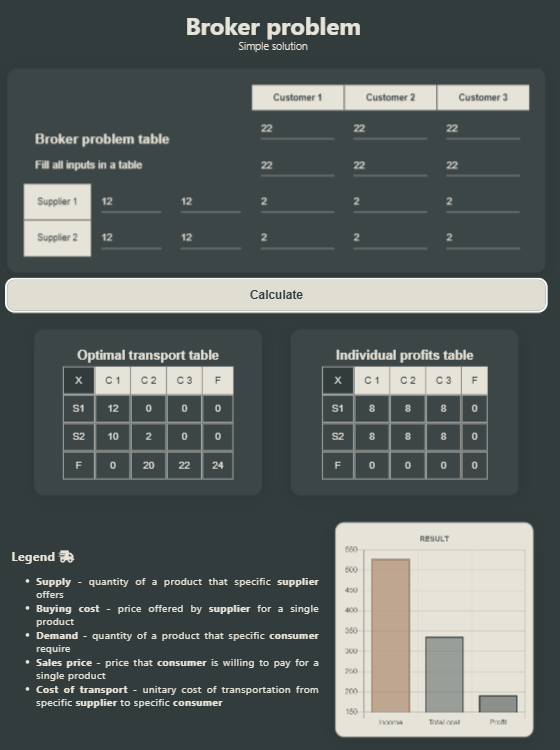 Broker problem
Simple solution
Customer 1 Customer 2 Customer 3
22 22 22
Broker problem table
Fill all inputs in a table
22 22 22
Supplier 1 12 12 2 2 2
Supplier 2 12 12 2 2 2
Calculate
Optimal transport table
X C 1 C 2 C 3 F
S1 12 0 0 0
S2 10 2 0 0
F 0 20 22 24
Individual profits table
X C 1 C 2 C 3 F
S1 8 8 8 0
S2 8 8 8 0
F 0 0 0 0
Legend
• Supply - quantity of a product that specific supplier
offers
• Buying cost - price offered by supplier for a single
product
• Demand - quantity of a product that specific consumer
require
• Sales price - price that consumer is willing to pay for a
single product
• Cost of transport - unitary cost of transportation from
specific supplier to specific consumer
RESULT
550
500
450
400
350
300
250
200
150
Income Total cost Profit